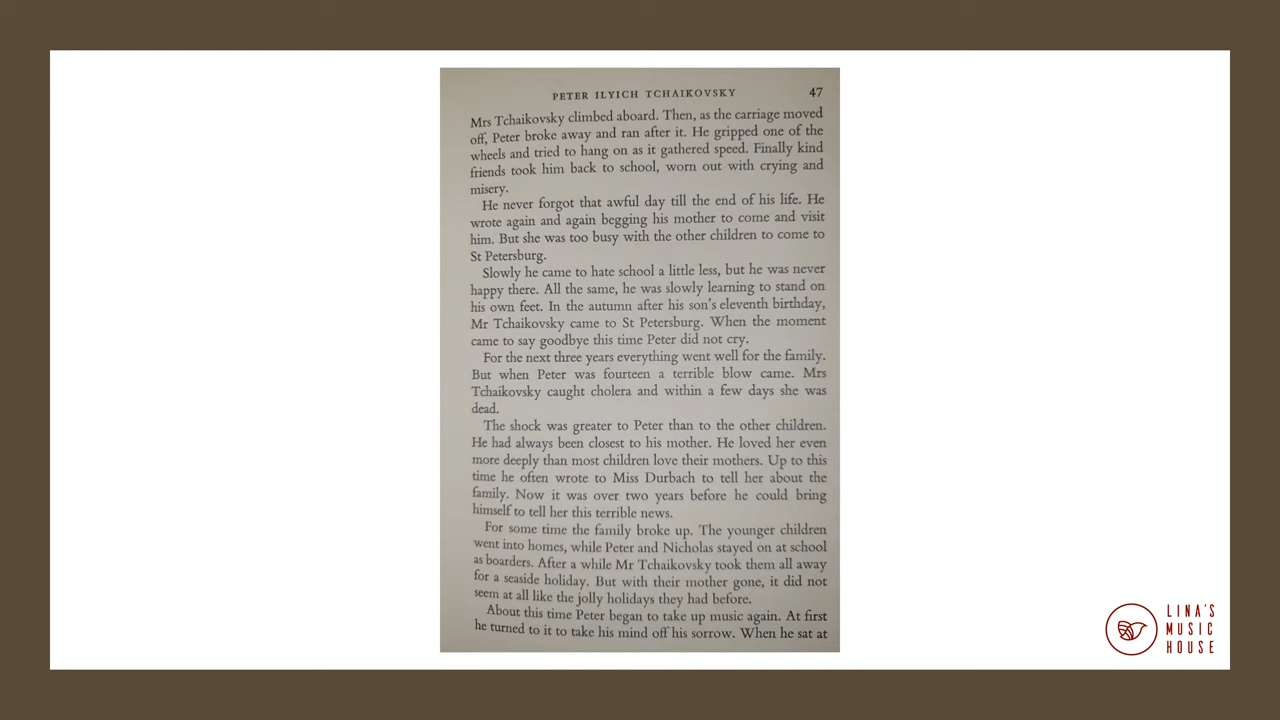 PETER ILYICH TCHAIKOVSKY 47
Mrs Tchaikovsky climbed aboard. Then, as the carriage moved
off, Peter broke away and ran after it. He gripped one of the
wheels and tried to hang on as it gathered speed. Finally kind
friends took him back to school, worn out with crying and
misery.
He never forgot that awful day till the end of his life. He
wrote again and again begging his mother to come and visit
him. But she was too busy with the other children to come to
St Petersburg.
Slowly he came to hate school a little less, but he was never
happy there. All the same, he was slowly learning to stand on
his own feet. In the autumn after his son's eleventh birthday,
Mr Tchaikovsky came to St Petersburg. When the moment
came to say goodbye this time Peter did not cry.
For the next three years everything went well for the family.
But when Peter was fourteen a terrible blow came. Mrs
Tchaikovsky caught cholera and within a few days she was
dead.
The shock was greater to Peter than to the other children.
He had always been closest to his mother. He loved her even
more deeply than most children love their mothers. Up to this
time he often wrote to Miss Durbach to tell her about the
family. Now it was over two years before he could bring
himself to tell her this terrible news.
For some time the family broke up. The younger children
went into homes, while Peter and Nicholas stayed on at school
as boarders. After a while Mr Tchaikovsky took them all away
for a seaside holiday. But with their mother gone, it did not
seem at all like the jolly holidays they had before.
About this time Peter began to take up music again. At first
he turned to it to take his mind off his sorrow. When he sat at
LINA'S
MUSIC
HOUSE